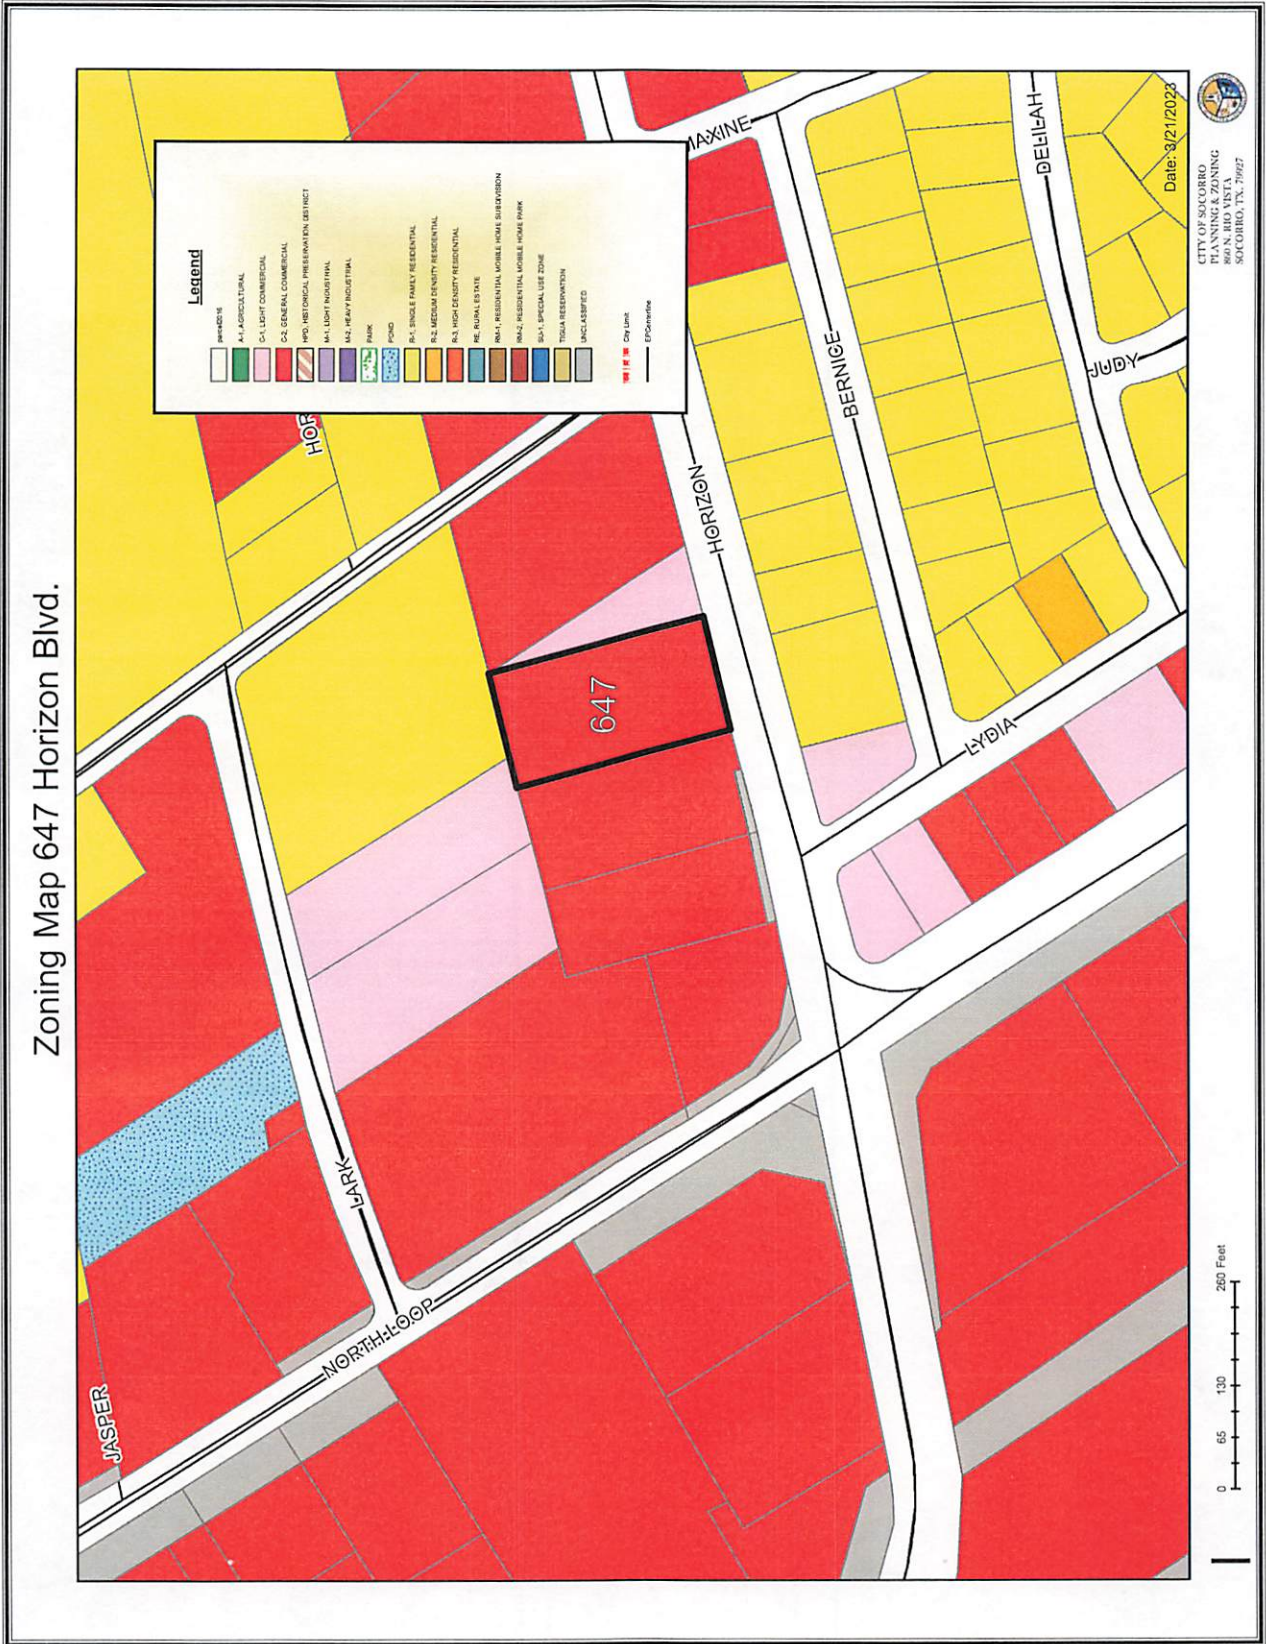 Zoning Map 647 Horizon Blvd.
Legend
parcel2016
A-1, AGRICULTURAL
C-1, LIGHT COMMERCIAL
C-2, GENERAL COMMERCIAL
HPD, HISTORICAL PRESERVATION DISTRICT
M-1, LIGHT INDUSTRIAL
M-2, HEAVY INDUSTRIAL
PARK
POND
R-1, SINGLE FAMILY RESIDENTIAL
R-2, MEDIUM DENSITY RESIDENTIAL
R-3, HIGH DENSITY RESIDENTIAL
RE, RURAL ESTATE
RM-1, RESIDENTIAL MOBILE HOME SUBDIVISION
RM-2, RESIDENTIAL MOBILE HOME PARK
SU-1, SPECIAL USE ZONE
TIGUA RESERVATION
UNCLASSIFIED
City Limit
EPCenterline
JASPER
LARK
NORTH LOOP
HOR
647
HORIZON
MAXINE
BERNICE
LYDIA
DELILAH
JUDY
Date: 3/21/2023
0 65 130 260 Feet
CITY OF SOCORRO
PLANNING & ZONING
860 N. RIO VISTA
SOCORRO, TX. 79927